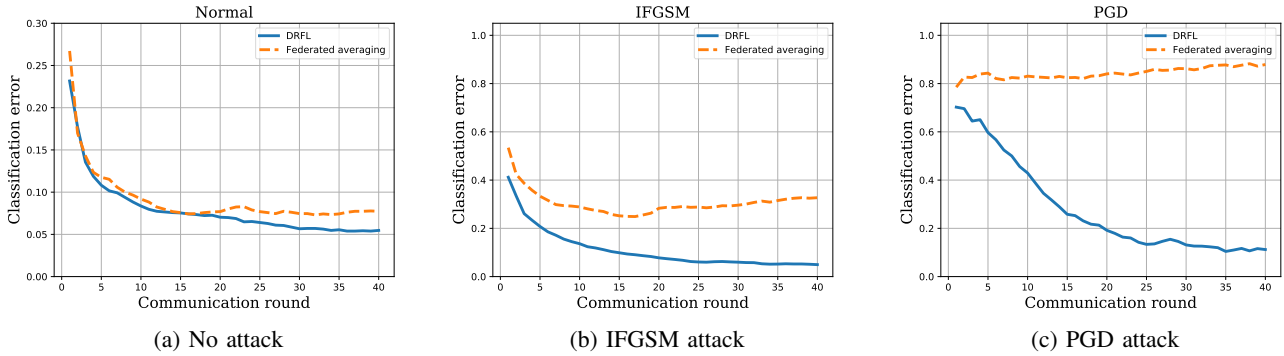 Normal
0.30
0.25
0.20
0.15
0.10
0.05
0.00
Classification error
DRFL
Federated averaging
0 5 10 15 20 25 30 35 40
Communication round
(a) No attack
IFGSM
1.0
0.8
0.6
0.4
0.2
0.0
Classification error
DRFL
Federated averaging
0 5 10 15 20 25 30 35 40
Communication round
(b) IFGSM attack
PGD
1.0
0.8
0.6
0.4
0.2
0.0
Classification error
DRFL
Federated averaging
0 5 10 15 20 25 30 35 40
Communication round
(c) PGD attack